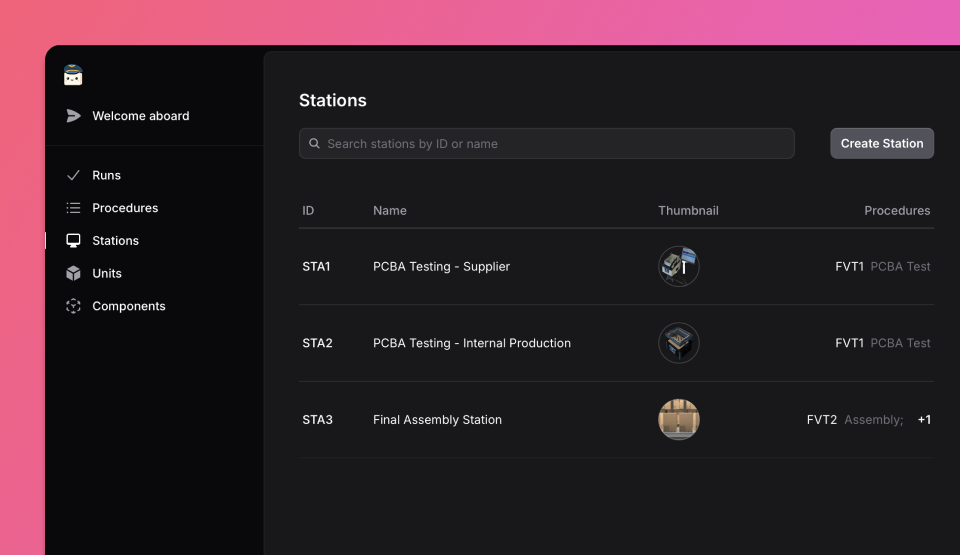 Welcome aboard
Runs
Procedures
Stations
Units
Components
Stations
Search stations by ID or name
Create Station
ID Name Thumbnail Procedures
STA1 PCBA Testing - Supplier FVT1 PCBA Test
STA2 PCBA Testing - Internal Production FVT1 PCBA Test
STA3 Final Assembly Station FVT2 Assembly; +1